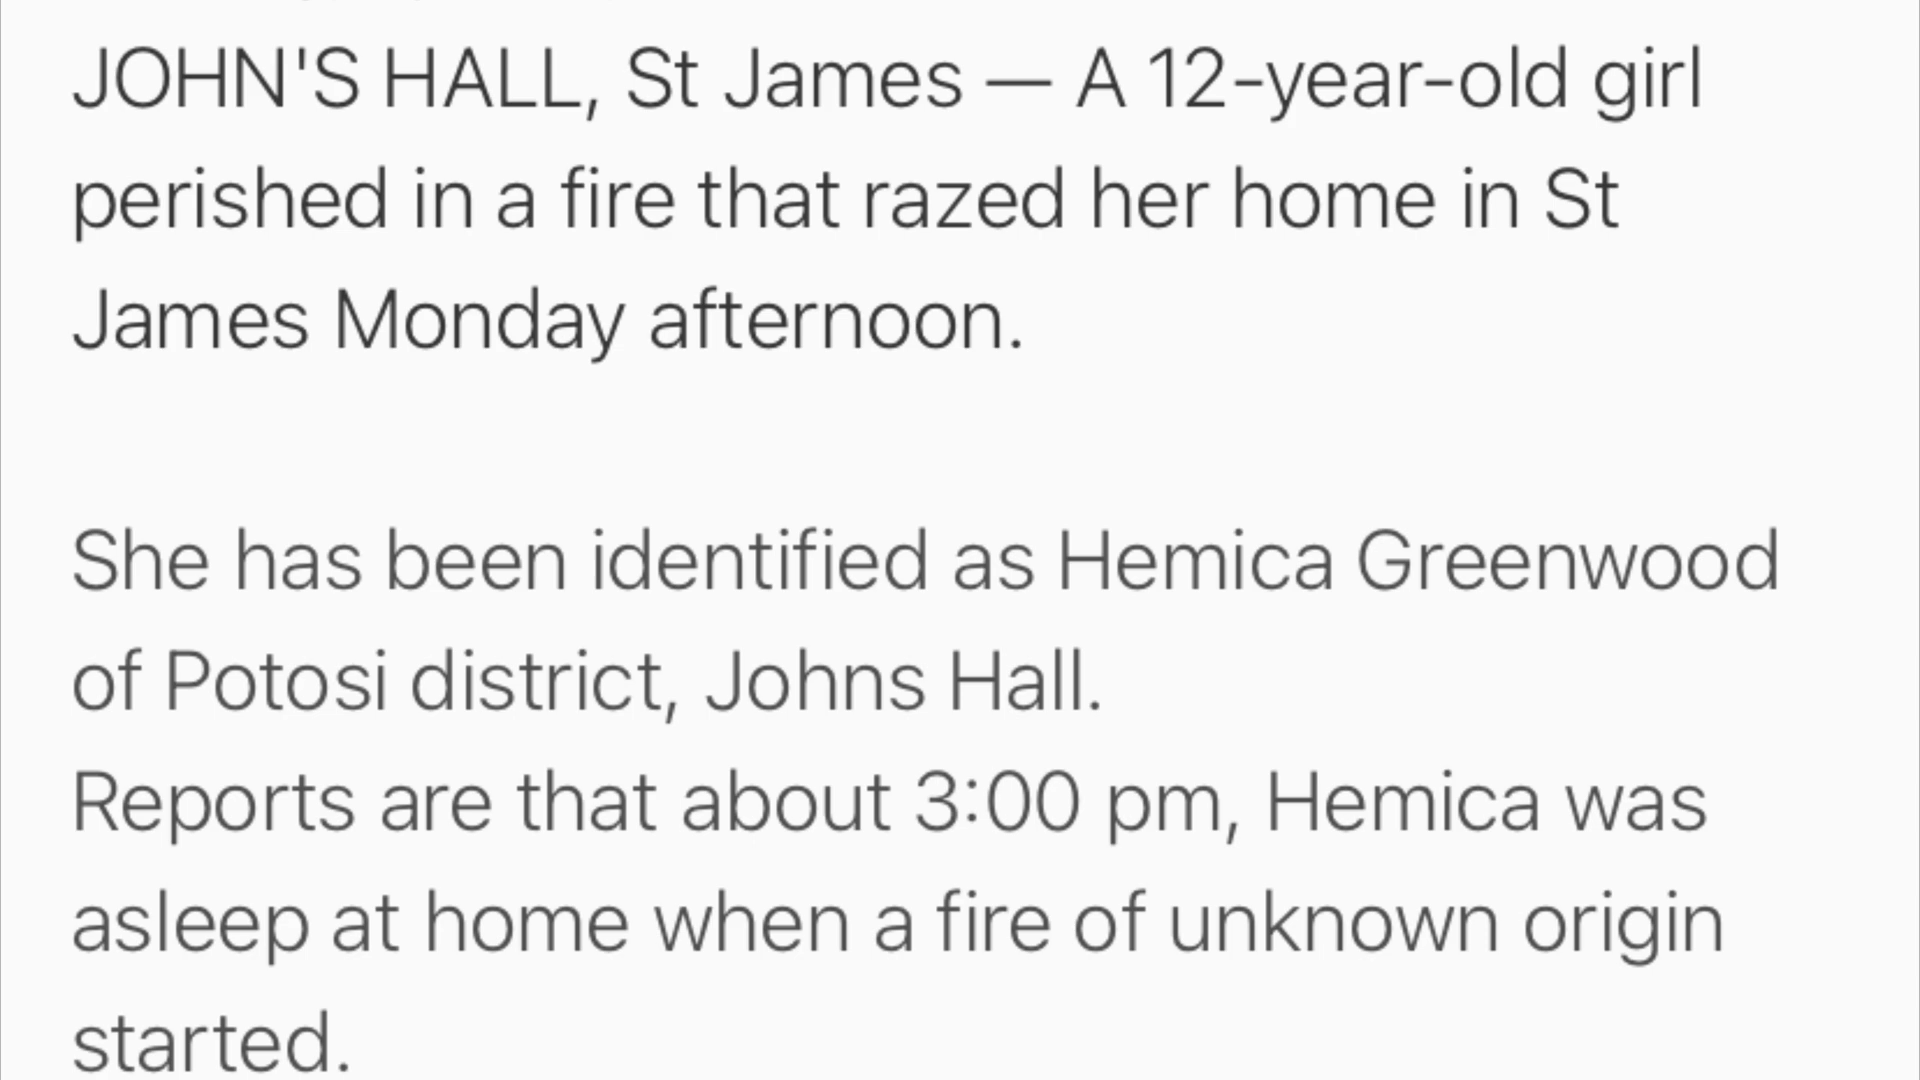 JOHN'S HALL, St James — A 12-year-old girl
perished in a fire that razed her home in St
James Monday afternoon.
She has been identified as Hemica Greenwood
of Potosi district, Johns Hall.
Reports are that about 3:00 pm, Hemica was
asleep at home when a fire of unknown origin
started.